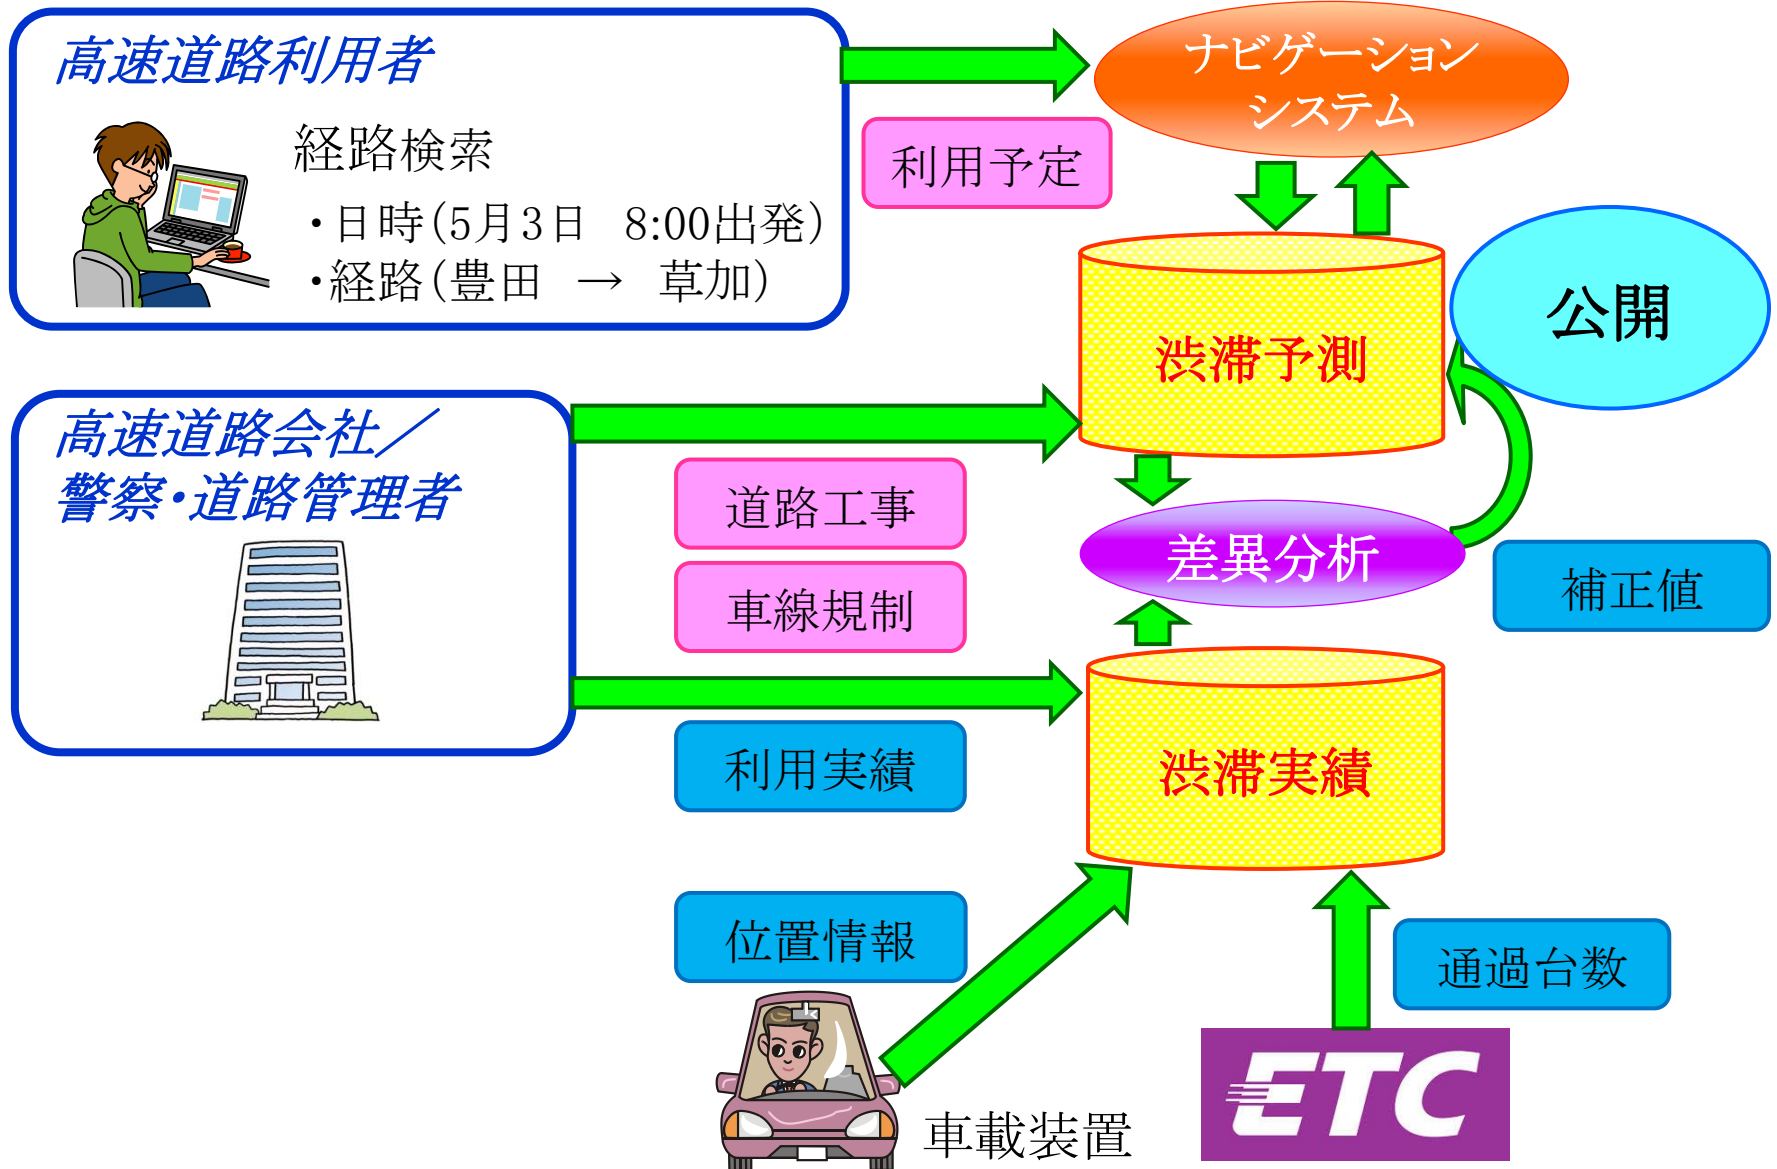 高速道路利用者
経路検索
・日時(5月3日　8:00出発)
・経路(豊田　→　草加)
利用予定
ナビゲーション
システム
渋滞予測
公開
高速道路会社／
警察・道路管理者
道路工事
車線規制
差異分析
補正値
利用実績
渋滞実績
位置情報
通過台数
車載装置
ETC